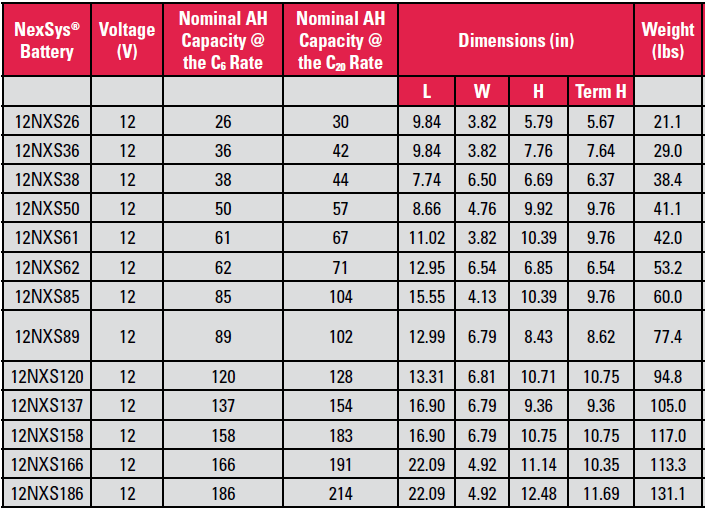 NexSys® Battery | Voltage (V) | Nominal AH Capacity @ the C6 Rate | Nominal AH Capacity @ the C20 Rate | Dimensions (in) | Weight (lbs)
L | W | H | Term H
12NXS26 | 12 | 26 | 30 | 9.84 | 3.82 | 5.79 | 5.67 | 21.1
12NXS36 | 12 | 36 | 42 | 9.84 | 3.82 | 7.76 | 7.64 | 29.0
12NXS38 | 12 | 38 | 44 | 7.74 | 6.50 | 6.69 | 6.37 | 38.4
12NXS50 | 12 | 50 | 57 | 8.66 | 4.76 | 9.92 | 9.76 | 41.1
12NXS61 | 12 | 61 | 67 | 11.02 | 3.82 | 10.39 | 9.76 | 42.0
12NXS62 | 12 | 62 | 71 | 12.95 | 6.54 | 6.85 | 6.54 | 53.2
12NXS85 | 12 | 85 | 104 | 15.55 | 4.13 | 10.39 | 9.76 | 60.0
12NXS89 | 12 | 89 | 102 | 12.99 | 6.79 | 8.43 | 8.62 | 77.4
12NXS120 | 12 | 120 | 128 | 13.31 | 6.81 | 10.71 | 10.75 | 94.8
12NXS137 | 12 | 137 | 154 | 16.90 | 6.79 | 9.36 | 9.36 | 105.0
12NXS158 | 12 | 158 | 183 | 16.90 | 6.79 | 10.75 | 10.75 | 117.0
12NXS166 | 12 | 166 | 191 | 22.09 | 4.92 | 11.14 | 10.35 | 113.3
12NXS186 | 12 | 186 | 214 | 22.09 | 4.92 | 12.48 | 11.69 | 131.1